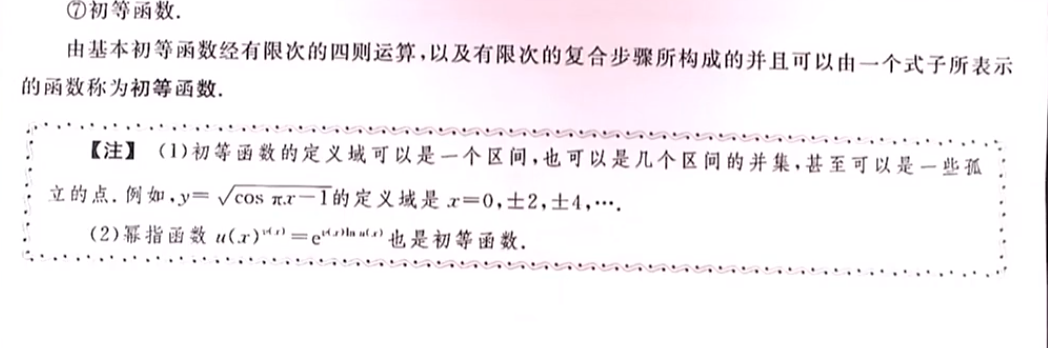 ⑦初等函数.
由基本初等函数经有限次的四则运算,以及有限次的复合步骤所构成的并且可以由一个式子所表示
的函数称为初等函数.
【注】 (1)初等函数的定义域可以是一个区间,也可以是几个区间的并集,甚至可以是一些孤
立的点. 例如,y=√(cos πx−1)的定义域是 x=0,±2,±4,⋯.
(2)幂指函数 u(x)^{v(x)}=e^{v(x)ln u(x)}也是初等函数.